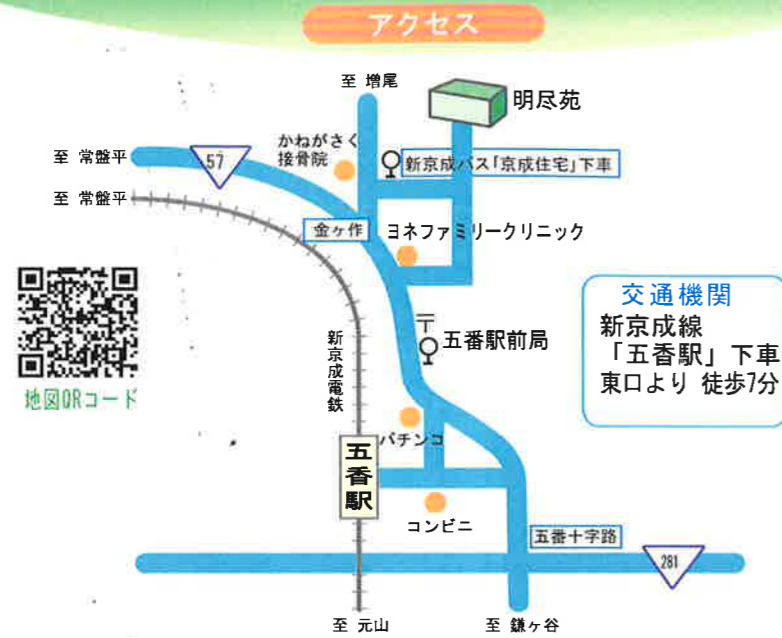 アクセス
至 増尾
明尽苑
かねがさく
接骨院
至 常盤平
57
新京成バス「京成住宅」下車
至 常盤平
金ヶ作
ヨネファミリークリニック
交通機関
新京成線
「五香駅」下車
東口より 徒歩7分
〒
五番駅前局
新京成電鉄
地図QRコード
パチンコ
五香駅
コンビニ
五番十字路
281
至 元山
至 鎌ヶ谷